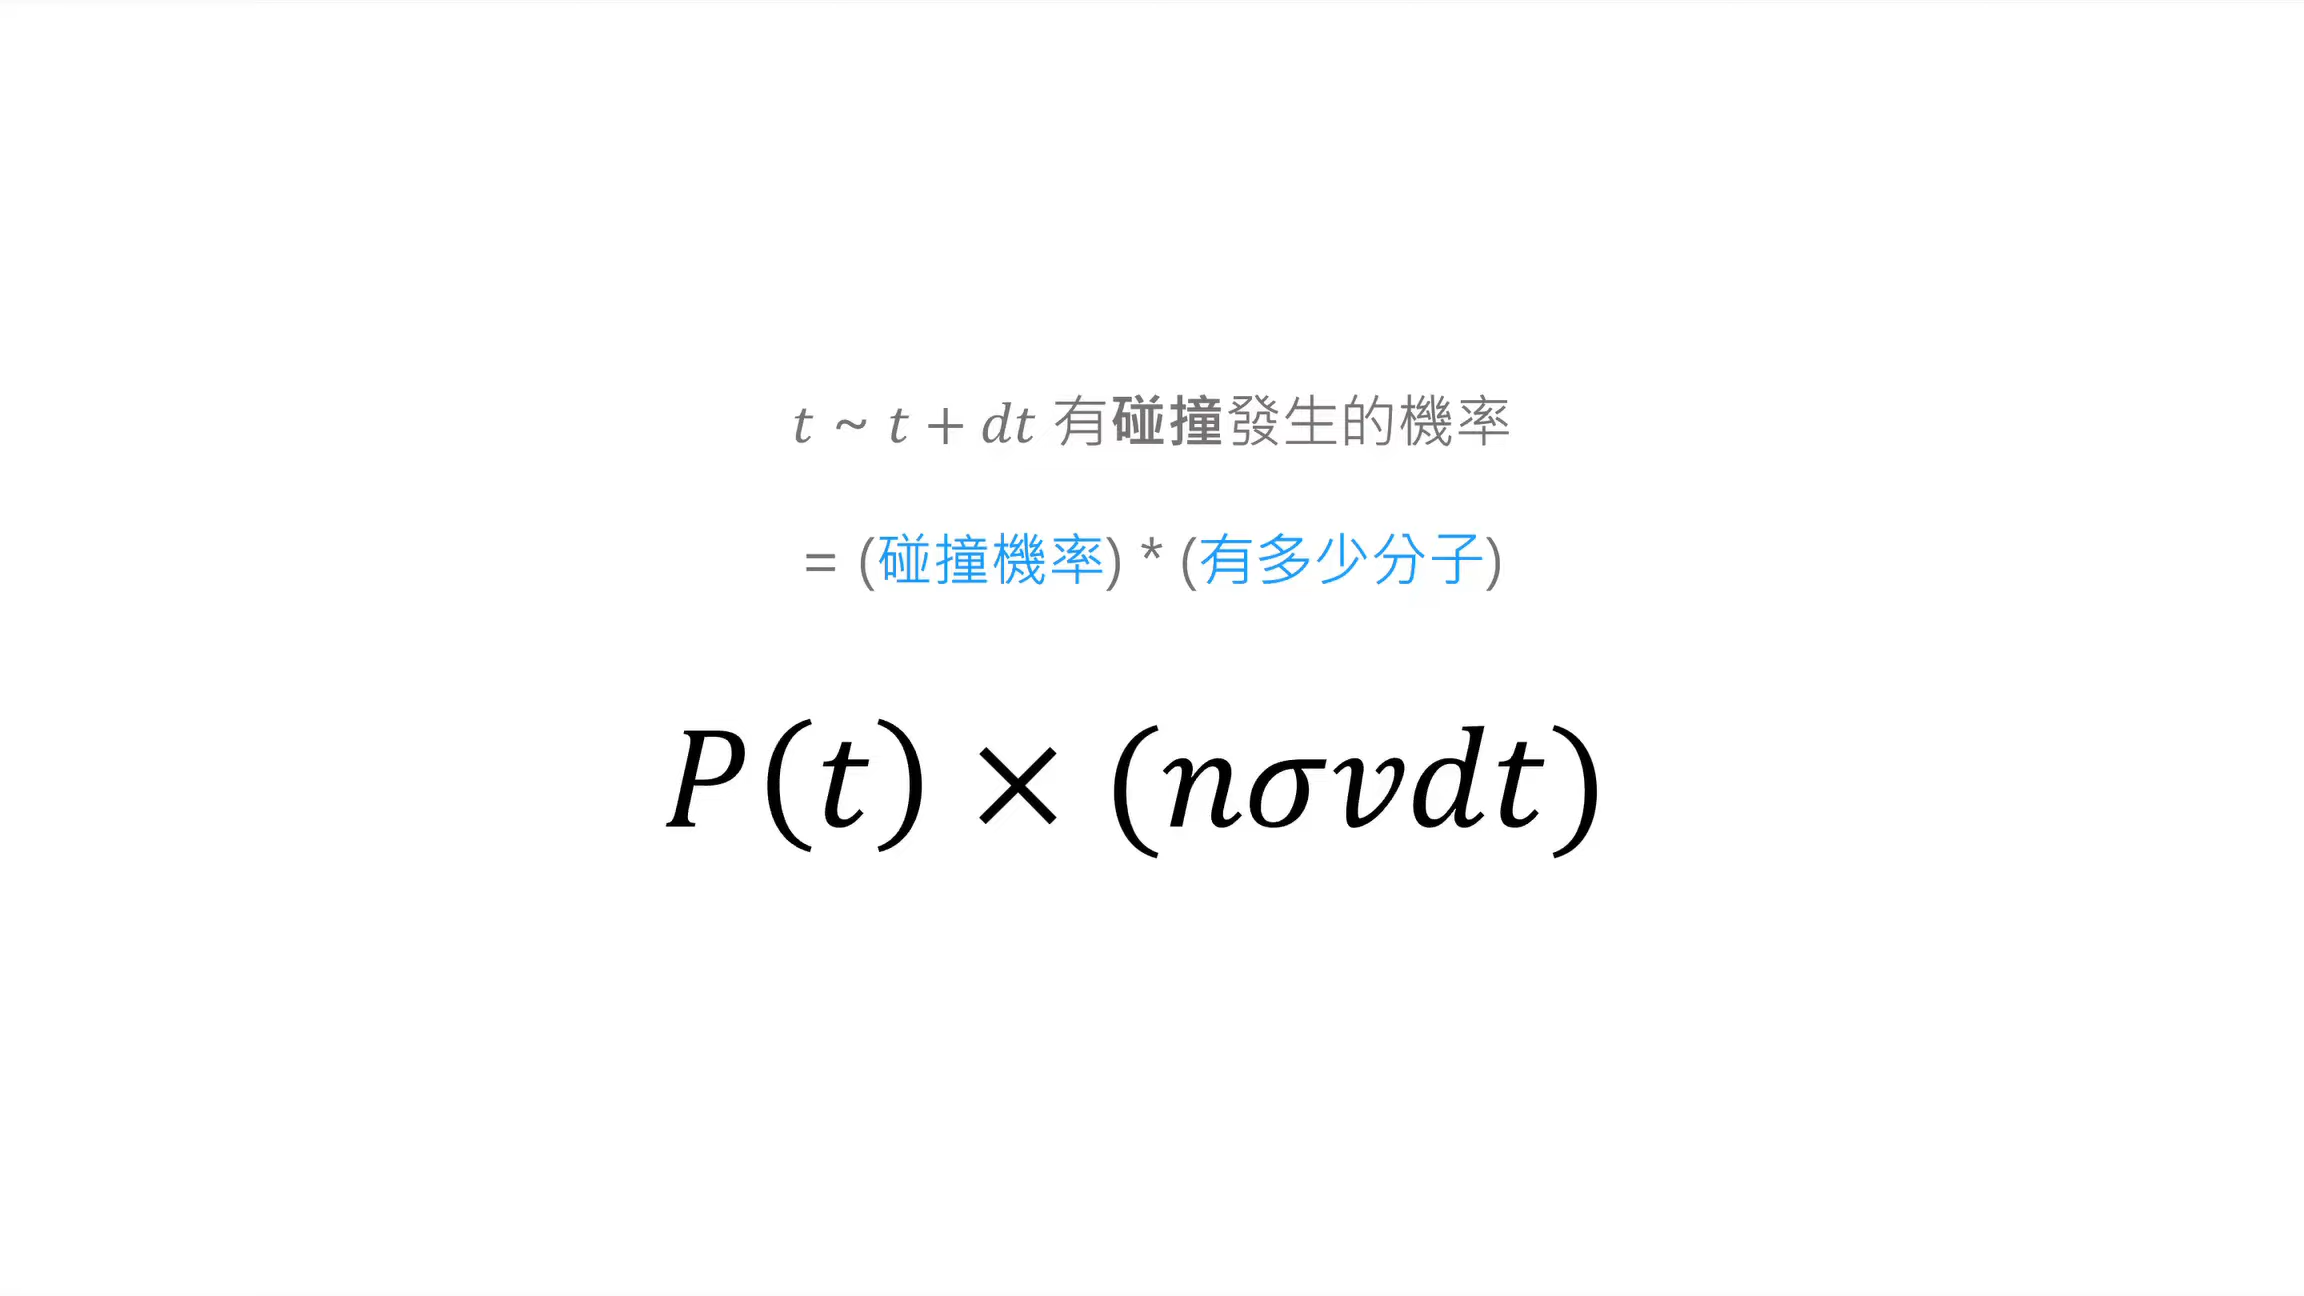 t ~ t + dt 有碰撞發生的機率
= (碰撞機率) * (有多少分子)
P(t) × (nσvdt)